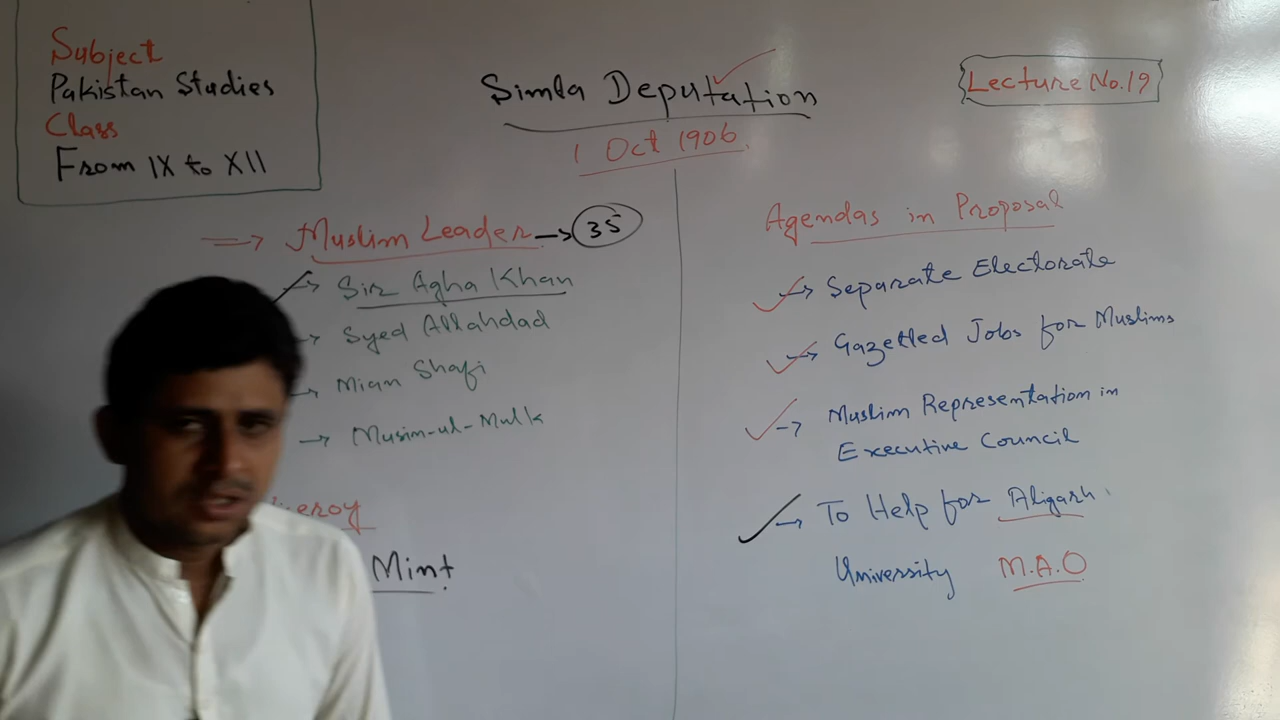 Subject
Pakistan Studies
Class
From IX to XII
Simla Deputation
1 Oct 1906
Lecture No.19
Muslim Leader → 35
Sir Agha Khan
Syed Allahdad
Mian Shafi
Musim-ul-Mulk
eroy
Mint
Agendas in Proposal
Separate Electorate
Gazetted Jobs for Muslims
Muslim Representation in
Executive Council
To Help for Aligarh
University M.A.O